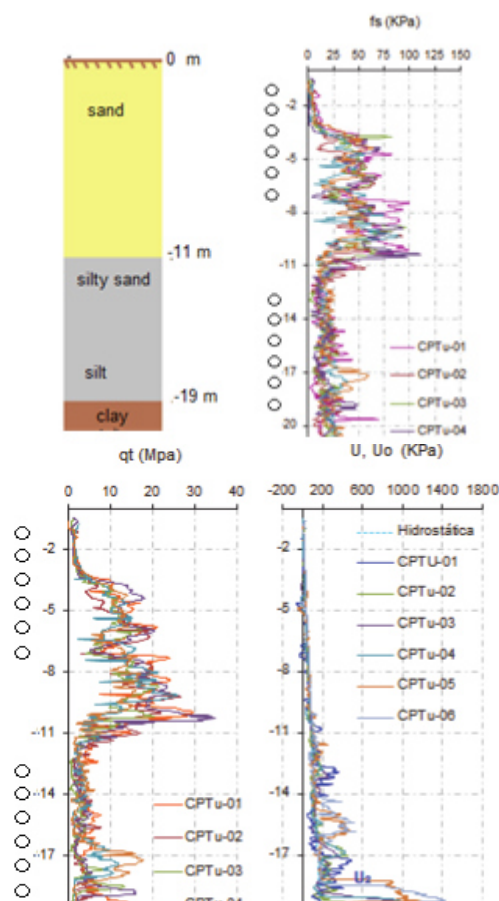 fs (KPa)
0 25 50 75 100 125 150
-2
-5
-8
-11
-14
-17
20
CPTu-01
CPTu-02
CPTu-03
CPTu-04
0 m
sand
-11 m
silty sand
silt
-19 m
clay
qt (Mpa)
0 10 20 30 40
-2
-5
-8
-11
-14
-17
CPTu-01
CPTu-02
CPTu-03
U, Uo (KPa)
-200 200 600 1000 1400 1800
-2
-5
-8
-11
-14
-17
Hidrostática
CPTU-01
CPTu-02
CPTu-03
CPTu-04
CPTu-05
CPTu-06
U₂